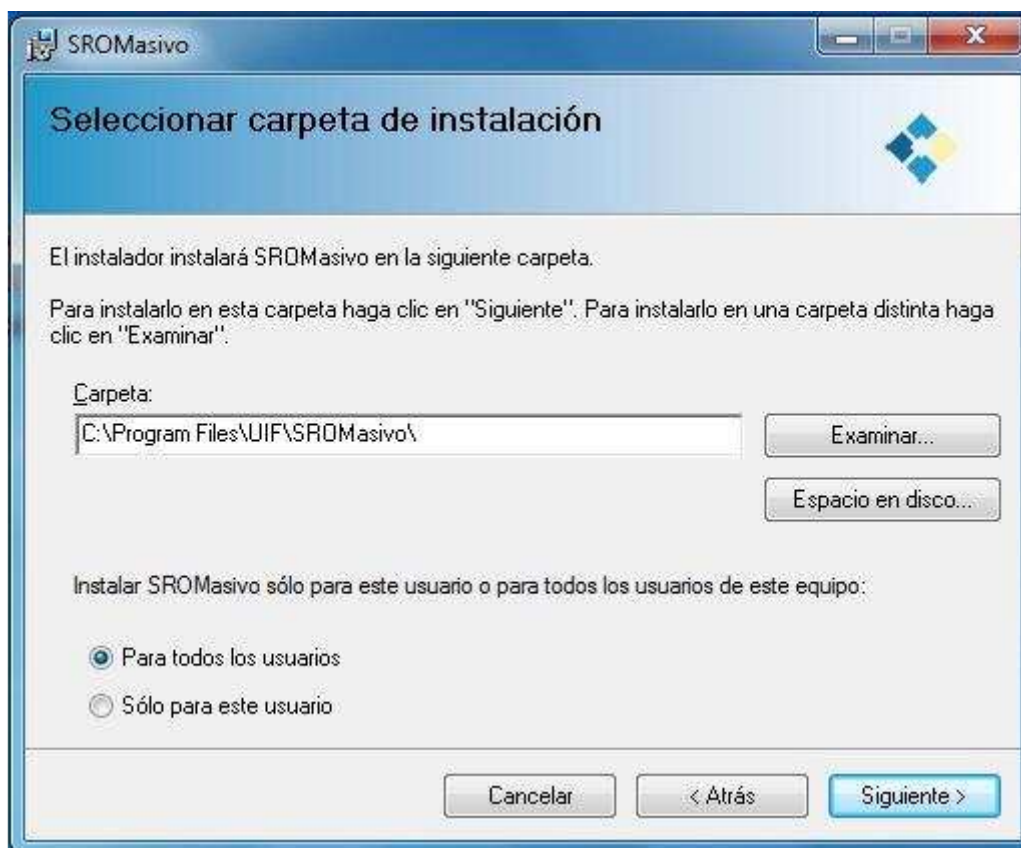 SROMasivo
Seleccionar carpeta de instalación
El instalador instalará SROMasivo en la siguiente carpeta.
Para instalarlo en esta carpeta haga clic en "Siguiente". Para instalarlo en una carpeta distinta haga
clic en "Examinar".
Carpeta:
C:\Program Files\UIF\SROMasivo\
Examinar...
Espacio en disco...
Instalar SROMasivo sólo para este usuario o para todos los usuarios de este equipo:
Para todos los usuarios
Sólo para este usuario
Cancelar
< Atrás
Siguiente >